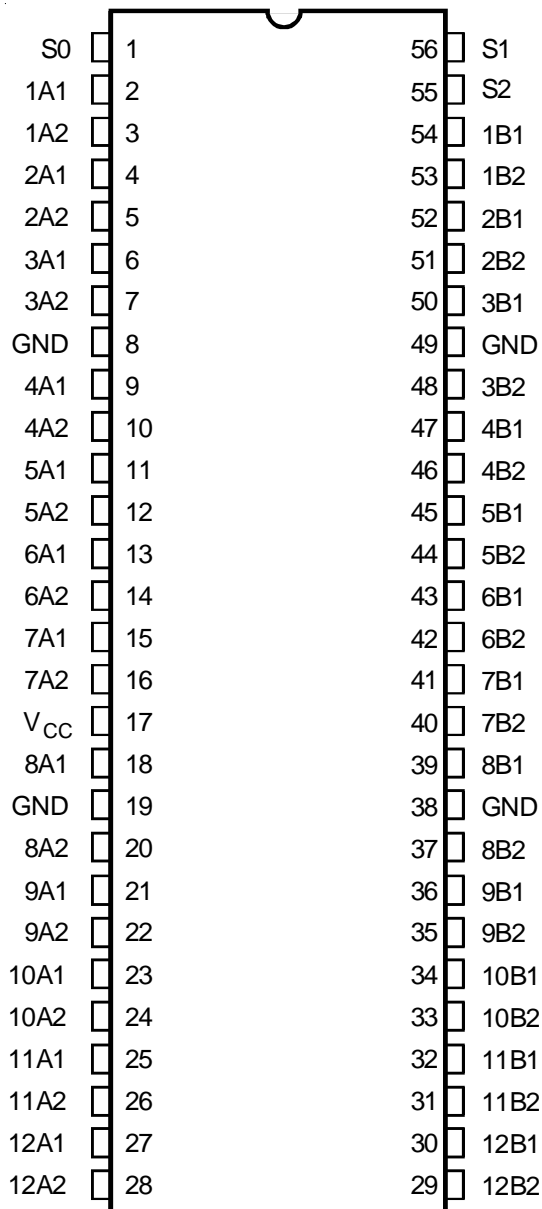 S0 1 56 S1
1A1 2 55 S2
1A2 3 54 1B1
2A1 4 53 1B2
2A2 5 52 2B1
3A1 6 51 2B2
3A2 7 50 3B1
GND 8 49 GND
4A1 9 48 3B2
4A2 10 47 4B1
5A1 11 46 4B2
5A2 12 45 5B1
6A1 13 44 5B2
6A2 14 43 6B1
7A1 15 42 6B2
7A2 16 41 7B1
VCC 17 40 7B2
8A1 18 39 8B1
GND 19 38 GND
8A2 20 37 8B2
9A1 21 36 9B1
9A2 22 35 9B2
10A1 23 34 10B1
10A2 24 33 10B2
11A1 25 32 11B1
11A2 26 31 11B2
12A1 27 30 12B1
12A2 28 29 12B2